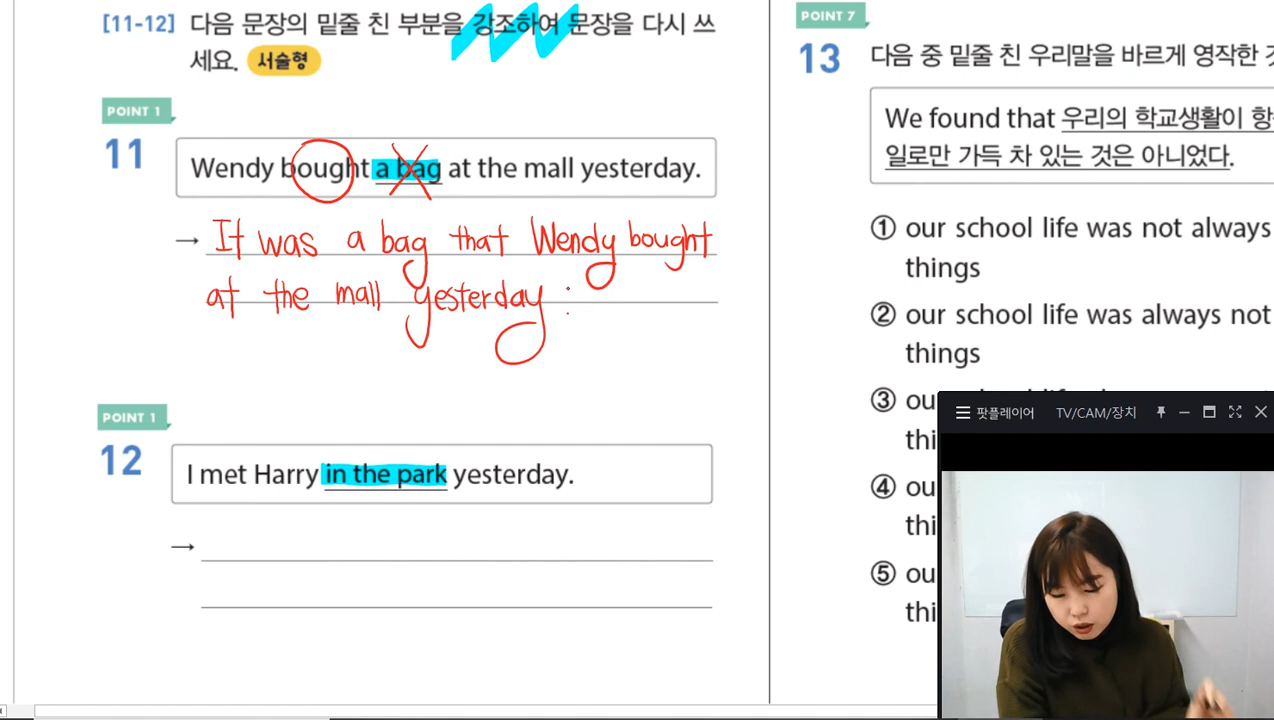 [11-12] 다음 문장의 밑줄 친 부분을 강조하여 문장을 다시 쓰
세요. 서술형
POINT 1
11
Wendy bought a bag at the mall yesterday.
→ It was a bag that Wendy bought
at the mall yesterday.
POINT 1
12
I met Harry in the park yesterday.
→
POINT 7
13 다음 중 밑줄 친 우리말을 바르게 영작한
We found that 우리의 학교생활이
일로만 가득 차 있는 것은 아니었다.
① our school life was not always
things
② our school life was always not
things
③ ou
thi
④ ou
thi
⑤ ou
thi
팟플레이어 TV/CAM/장치